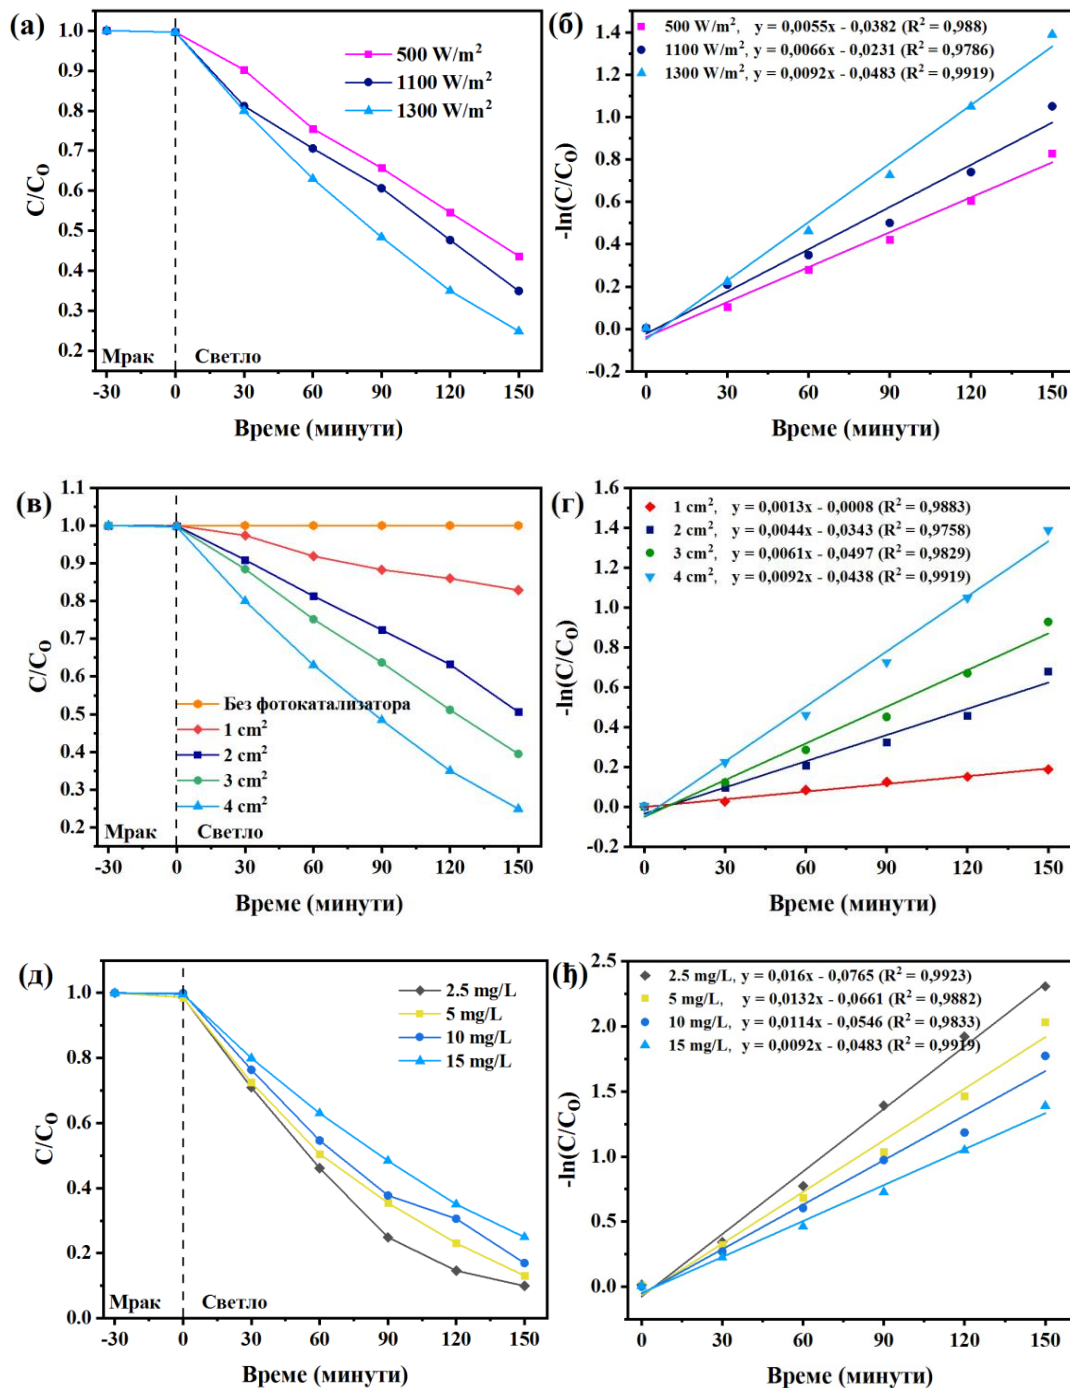 (а)
1.0
0.9
0.8
0.7
0.6
0.5
0.4
0.3
0.2
C/C₀
500 W/m²
1100 W/m²
1300 W/m²
Мрак Светло
-30 0 30 60 90 120 150
Време (минути)
(б)
1.4
1.2
1.0
0.8
0.6
0.4
0.2
0.0
-0.2
-ln(C/C₀)
500 W/m², y = 0,0055x - 0,0382 (R² = 0,988)
1100 W/m², y = 0,0066x - 0,0231 (R² = 0,9786)
1300 W/m², y = 0,0092x - 0,0483 (R² = 0,9919)
0 30 60 90 120 150
Време (минути)
(в)
1.1
1.0
0.9
0.8
0.7
0.6
0.5
0.4
0.3
0.2
C/C₀
Без фотокатализатора
1 cm²
2 cm²
3 cm²
4 cm²
Мрак Светло
-30 0 30 60 90 120 150
Време (минути)
(г)
1.6
1.4
1.2
1.0
0.8
0.6
0.4
0.2
0.0
-0.2
-ln(C/C₀)
1 cm², y = 0,0013x - 0,0008 (R² = 0,9883)
2 cm², y = 0,0044x - 0,0343 (R² = 0,9758)
3 cm², y = 0,0061x - 0,0497 (R² = 0,9829)
4 cm², y = 0,0092x - 0,0438 (R² = 0,9919)
0 30 60 90 120 150
Време (минути)
(д)
1.0
0.8
0.6
0.4
0.2
0.0
C/C₀
2.5 mg/L
5 mg/L
10 mg/L
15 mg/L
Мрак Светло
-30 0 30 60 90 120 150
Време (минути)
(ђ)
2.5
2.0
1.5
1.0
0.5
0.0
-ln(C/C₀)
2.5 mg/L, y = 0,016x - 0,0765 (R² = 0,9923)
5 mg/L, y = 0,0132x - 0,0661 (R² = 0,9882)
10 mg/L, y = 0,0114x - 0,0546 (R² = 0,9833)
15 mg/L, y = 0,0092x - 0,0483 (R² = 0,9919)
0 30 60 90 120 150
Време (минути)